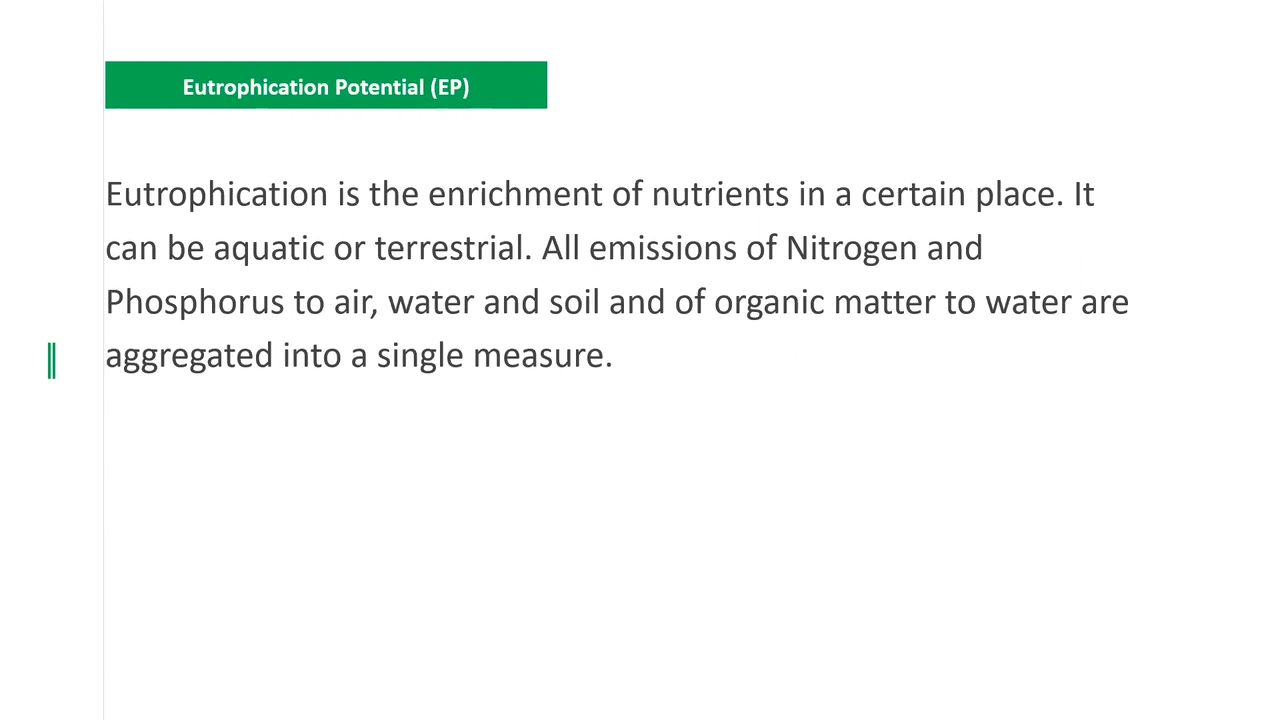 Eutrophication Potential (EP)
Eutrophication is the enrichment of nutrients in a certain place. It
can be aquatic or terrestrial. All emissions of Nitrogen and
Phosphorus to air, water and soil and of organic matter to water are
aggregated into a single measure.